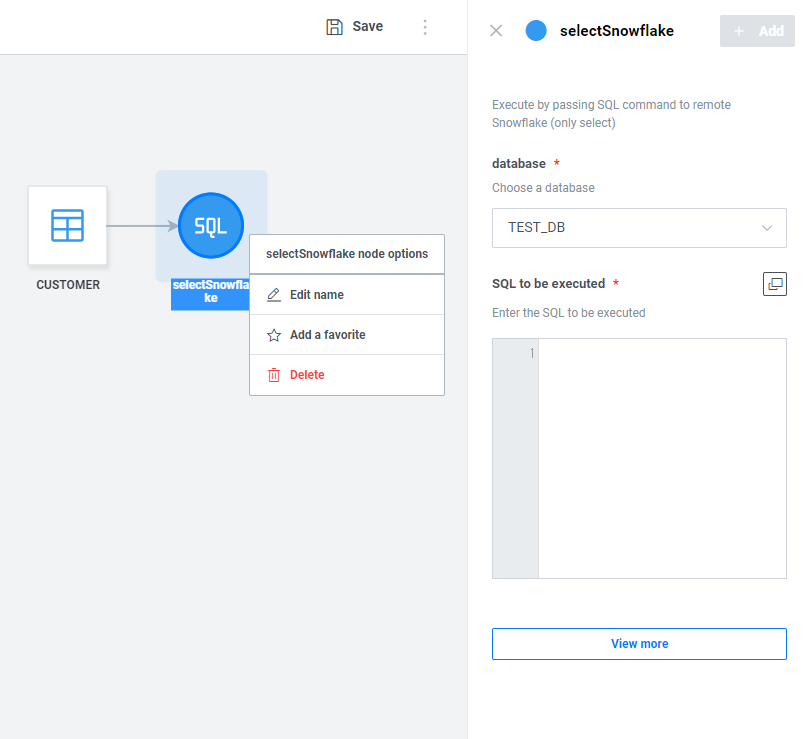 Save
SQL
CUSTOMER
selectSnowfla
ke
selectSnowflake node options
Edit name
Add a favorite
Delete
selectSnowflake
+ Add
Execute by passing SQL command to remote
Snowflake (only select)
database *
Choose a database
TEST_DB
SQL to be executed *
Enter the SQL to be executed
1
View more